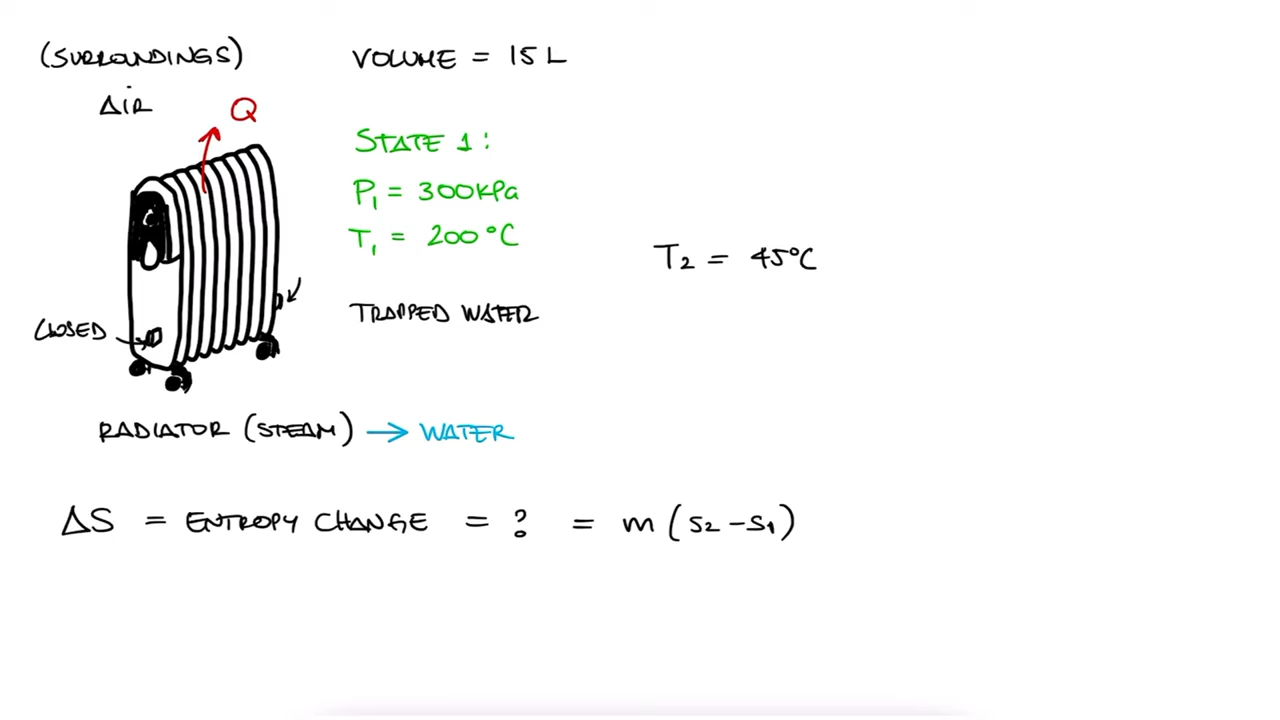 (SURROUNDINGS)
AIR
Q
CLOSED
RADIATOR (STEAM) → WATER
VOLUME = 15 L
STATE 1:
P₁ = 300kPa
T₁ = 200°C
TRAPPED WATER
T₂ = 45°C
ΔS = ENTROPY CHANGE = ? = m(s₂-s₁)